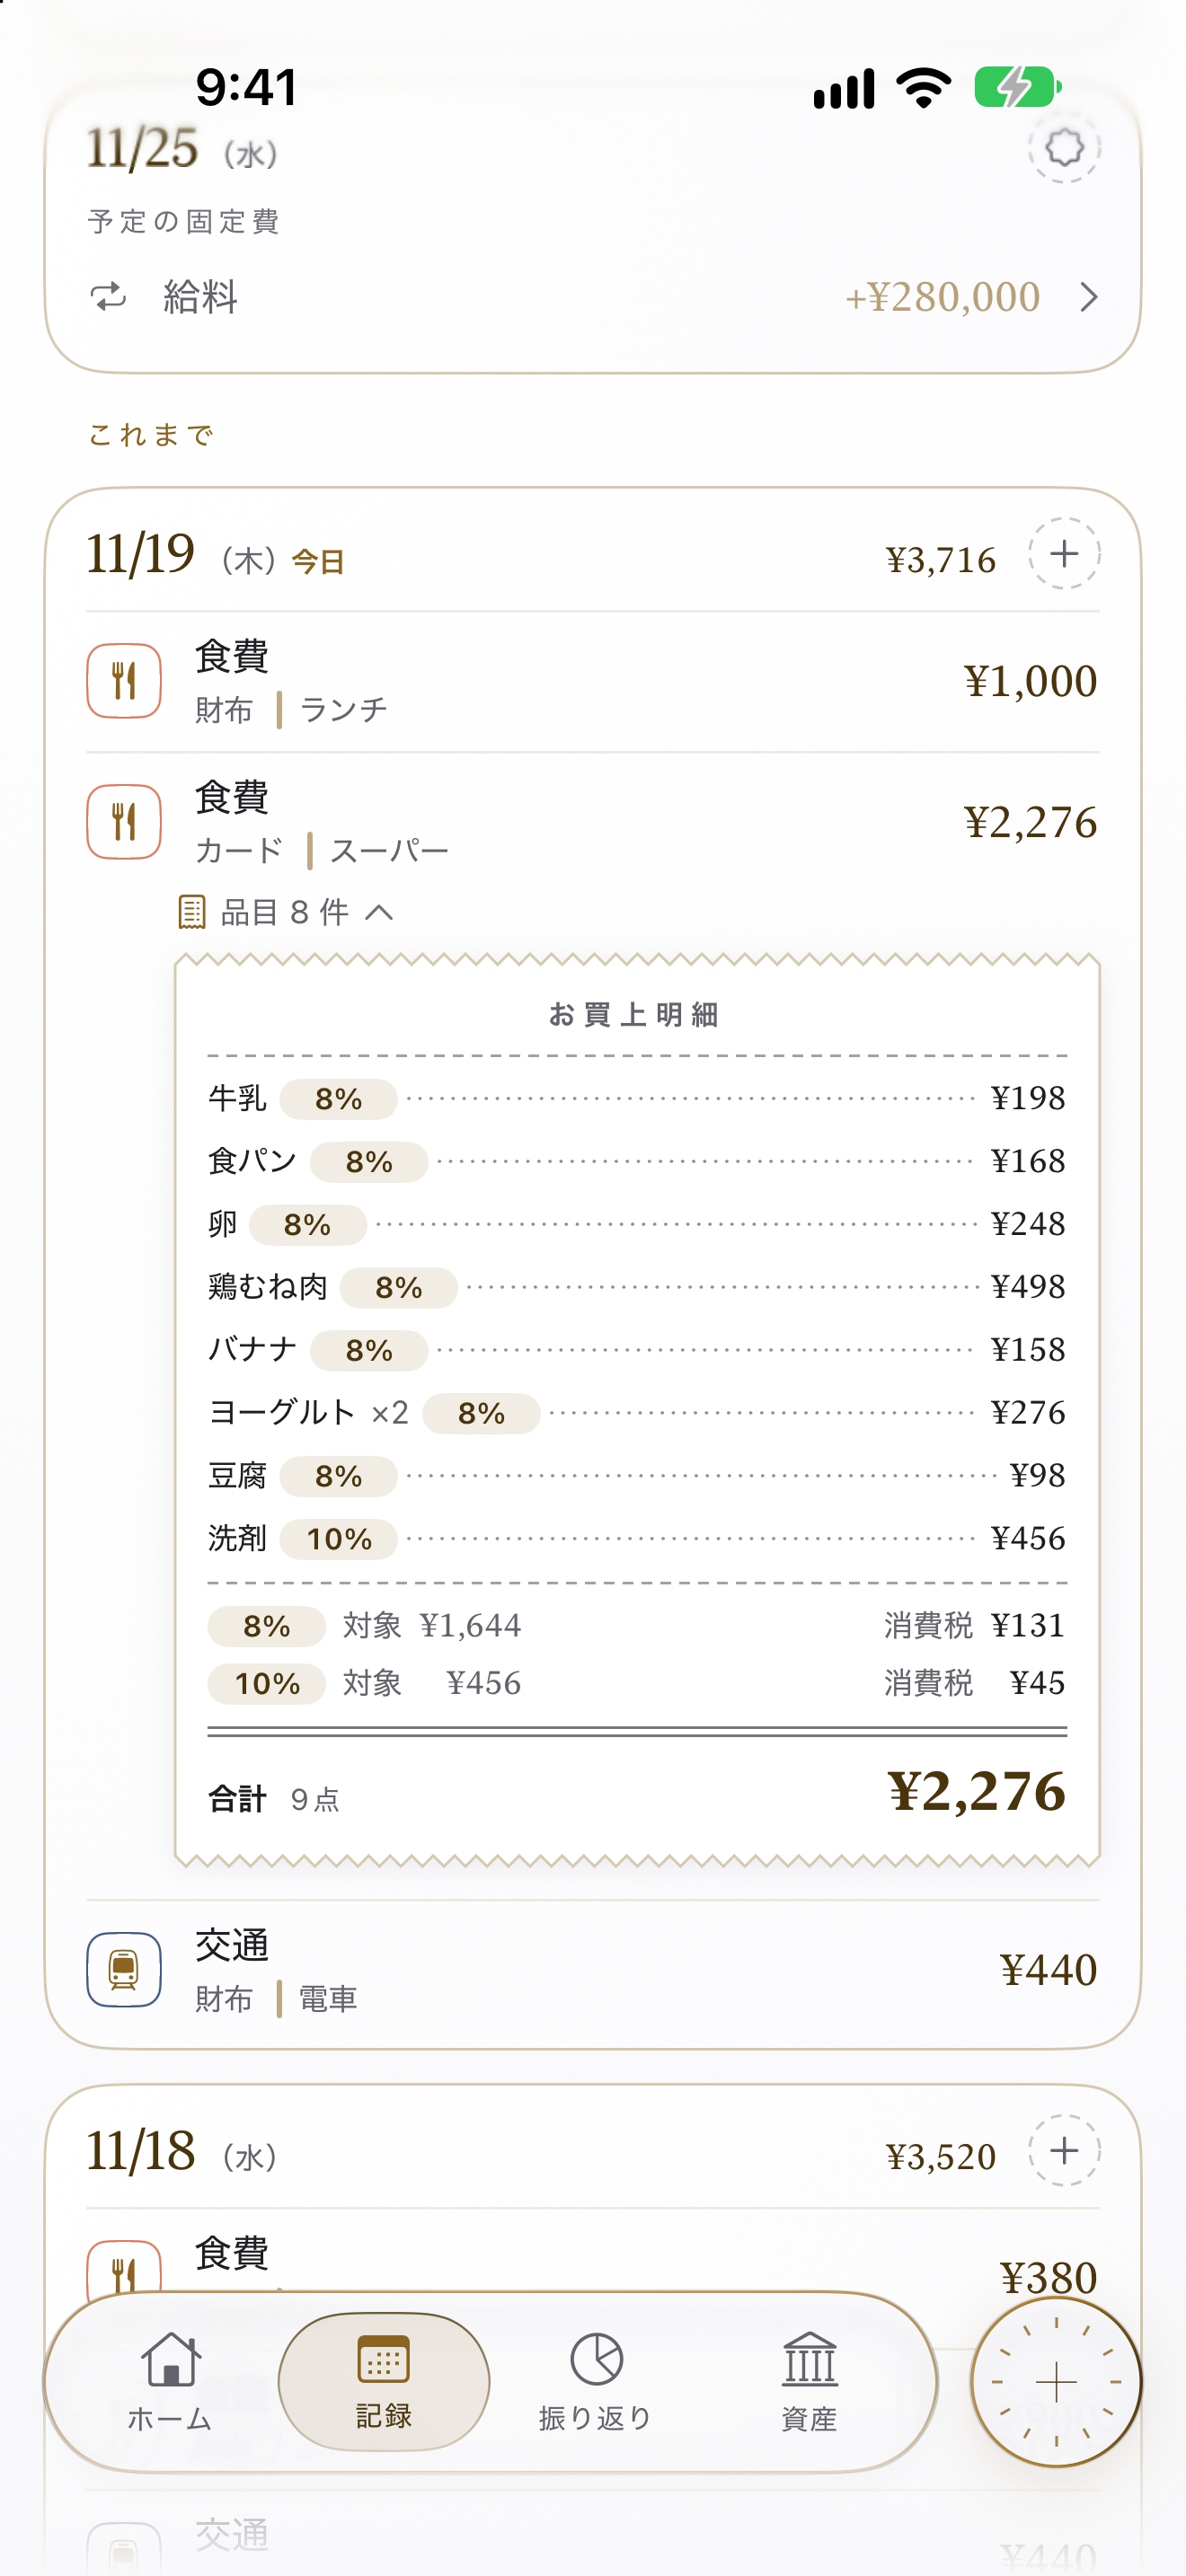 9:41
11/25 （水）
予定の固定費
給料 +¥280,000
これまで
11/19 （木） 今日 ¥3,716
食費
財布 ランチ ¥1,000
食費
カード スーパー ¥2,276
品目 8 件
お買上明細
牛乳 8% ¥198
食パン 8% ¥168
卵 8% ¥248
鶏むね肉 8% ¥498
バナナ 8% ¥158
ヨーグルト ×2 8% ¥276
豆腐 8% ¥98
洗剤 10% ¥456
8% 対象 ¥1,644 消費税 ¥131
10% 対象 ¥456 消費税 ¥45
合計 9点 ¥2,276
交通
財布 電車 ¥440
11/18 （水） ¥3,520
食費 ¥380
ホーム 記録 振り返り 資産
交通 ¥440